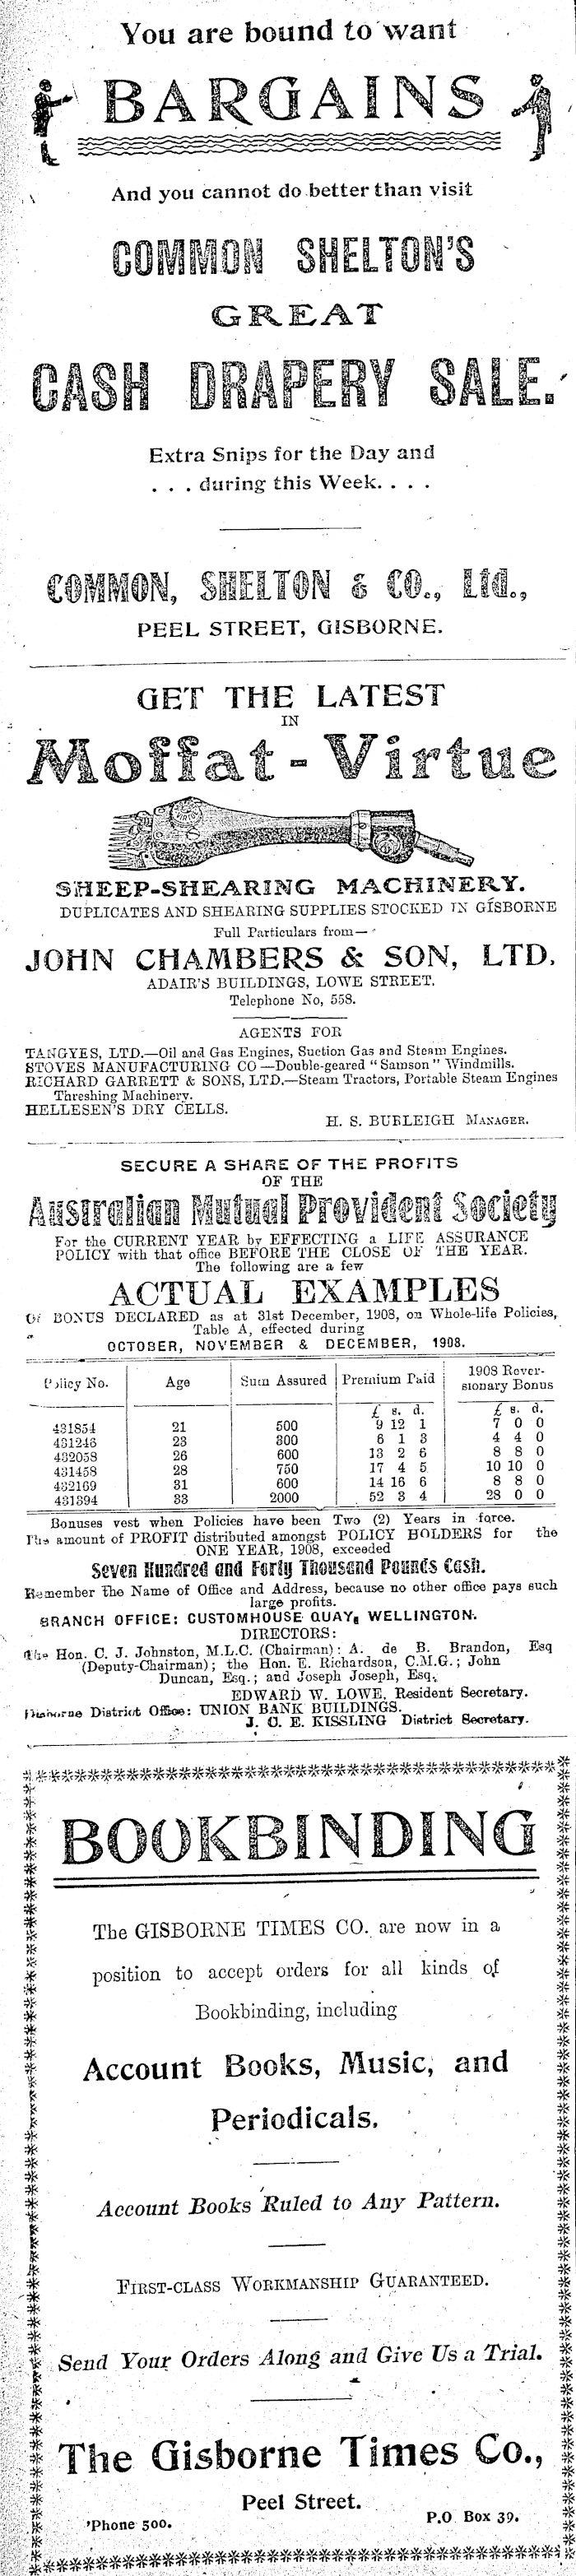 You are bound to want
BARGAINS
And you cannot do better than visit
COMMON SHELTON'S
GREAT
CASH DRAPERY SALE.
Extra Snips for the Day and
. . . during this Week. . . .
COMMON, SHELTON & CO., Ltd.,
PEEL STREET, GISBORNE.
GET THE LATEST
IN
Moffat-Virtue
SHEEP-SHEARING MACHINERY.
DUPLICATES AND SHEARING SUPPLIES STOCKED IN GISBORNE
Full Particulars from—
JOHN CHAMBERS & SON, LTD.
ADAIR'S BUILDINGS, LOWE STREET.
Telephone No, 558.
AGENTS FOR
TANGYES, LTD.—Oil and Gas Engines, Suction Gas and Steam Engines.
STOVES MANUFACTURING CO—Double-geared "Samson" Windmills.
RICHARD GARRETT & SONS, LTD.—Steam Tractors, Portable Steam Engines
Threshing Machinery.
HELLESEN'S DRY CELLS.
H. S. BURLEIGH MANAGER.
SECURE A SHARE OF THE PROFITS
OF THE
Australian Mutual Provident Society
For the CURRENT YEAR by EFFECTING a LIFE ASSURANCE
POLICY with that office BEFORE THE CLOSE OF THE YEAR.
The following are a few
ACTUAL EXAMPLES
Of BONUS DECLARED as at 31st December, 1908, on Whole-life Policies,
Table A, effected during
OCTOBER, NOVEMBER & DECEMBER, 1908.
Policy No. Age Sum Assured Premium Paid 1908 Rever-
sionary Bonus
£ s. d. £ s. d.
431854 21 500 9 12 1 7 0 0
431246 23 300 6 1 3 4 4 0
432058 26 600 13 2 6 8 8 0
431458 28 750 17 4 5 10 10 0
432169 31 600 14 16 6 8 8 0
431394 33 2000 52 3 4 28 0 0
Bonuses vest when Policies have been Two (2) Years in force.
The amount of PROFIT distributed amongst POLICY HOLDERS for the
ONE YEAR, 1908, exceeded
Seven Hundred and Forty Thousand Pounds Cash.
Remember the Name of Office and Address, because no other office pays such
large profits.
BRANCH OFFICE: CUSTOMHOUSE QUAY, WELLINGTON.
DIRECTORS:
The Hon. C. J. Johnston, M.L.C. (Chairman): A. de B. Brandon, Esq
(Deputy-Chairman); the Hon. E. Richardson, C.M.G.; John
Duncan, Esq.; and Joseph Joseph, Esq.
EDWARD W. LOWE, Resident Secretary.
Gisborne District Office: UNION BANK BUILDINGS.
J. C. E. KISSLING District Secretary.
BOOKBINDING
The GISBORNE TIMES CO. are now in a
position to accept orders for all kinds of
Bookbinding, including
Account Books, Music, and
Periodicals.
Account Books Ruled to Any Pattern.
FIRST-CLASS WORKMANSHIP GUARANTEED.
Send Your Orders Along and Give Us a Trial.
The Gisborne Times Co.,
Peel Street.
'Phone 500. P.O Box 39.